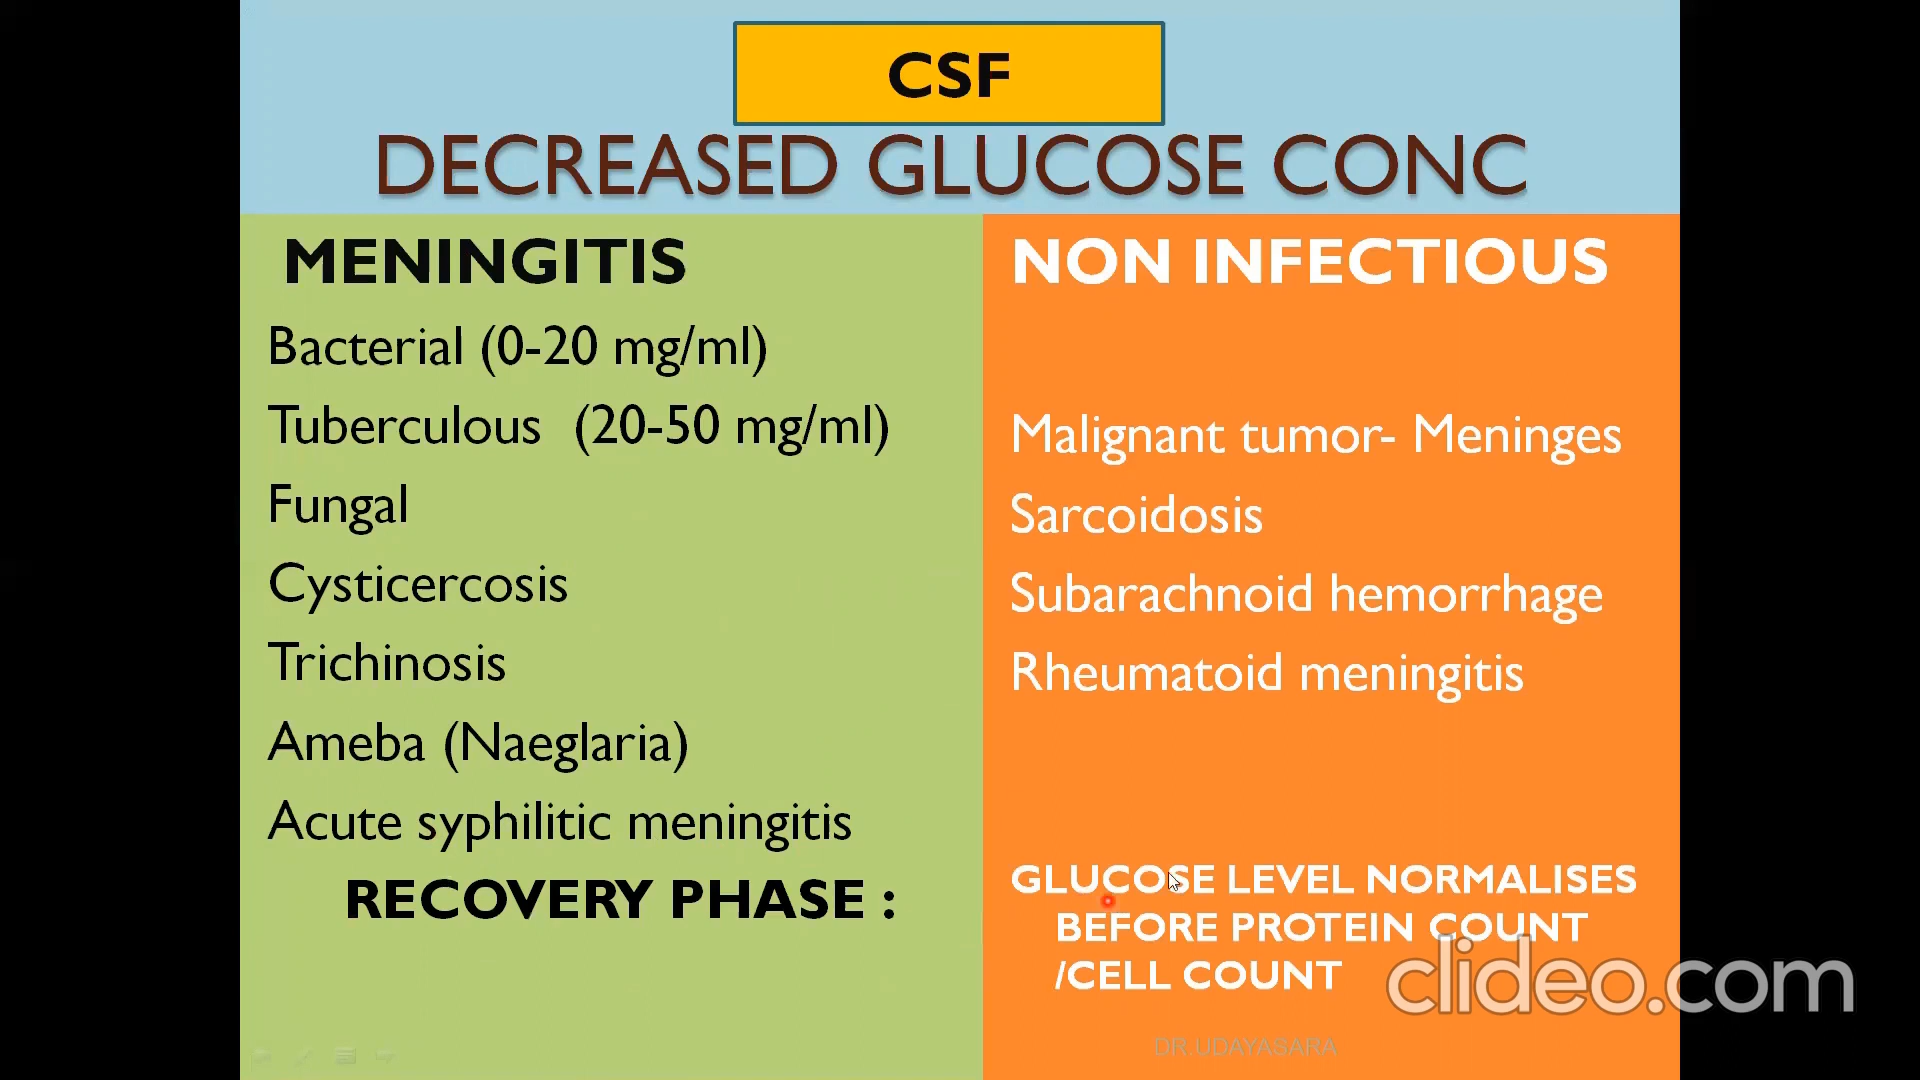 CSF
DECREASED GLUCOSE CONC
MENINGITIS
Bacterial (0-20 mg/ml)
Tuberculous (20-50 mg/ml)
Fungal
Cysticercosis
Trichinosis
Ameba (Naeglaria)
Acute syphilitic meningitis
RECOVERY PHASE :
NON INFECTIOUS
Malignant tumor- Meninges
Sarcoidosis
Subarachnoid hemorrhage
Rheumatoid meningitis
GLUCOSE LEVEL NORMALISES
BEFORE PROTEIN COUNT
/CELL COUNT
clideo.com
DR.UDAYASARA